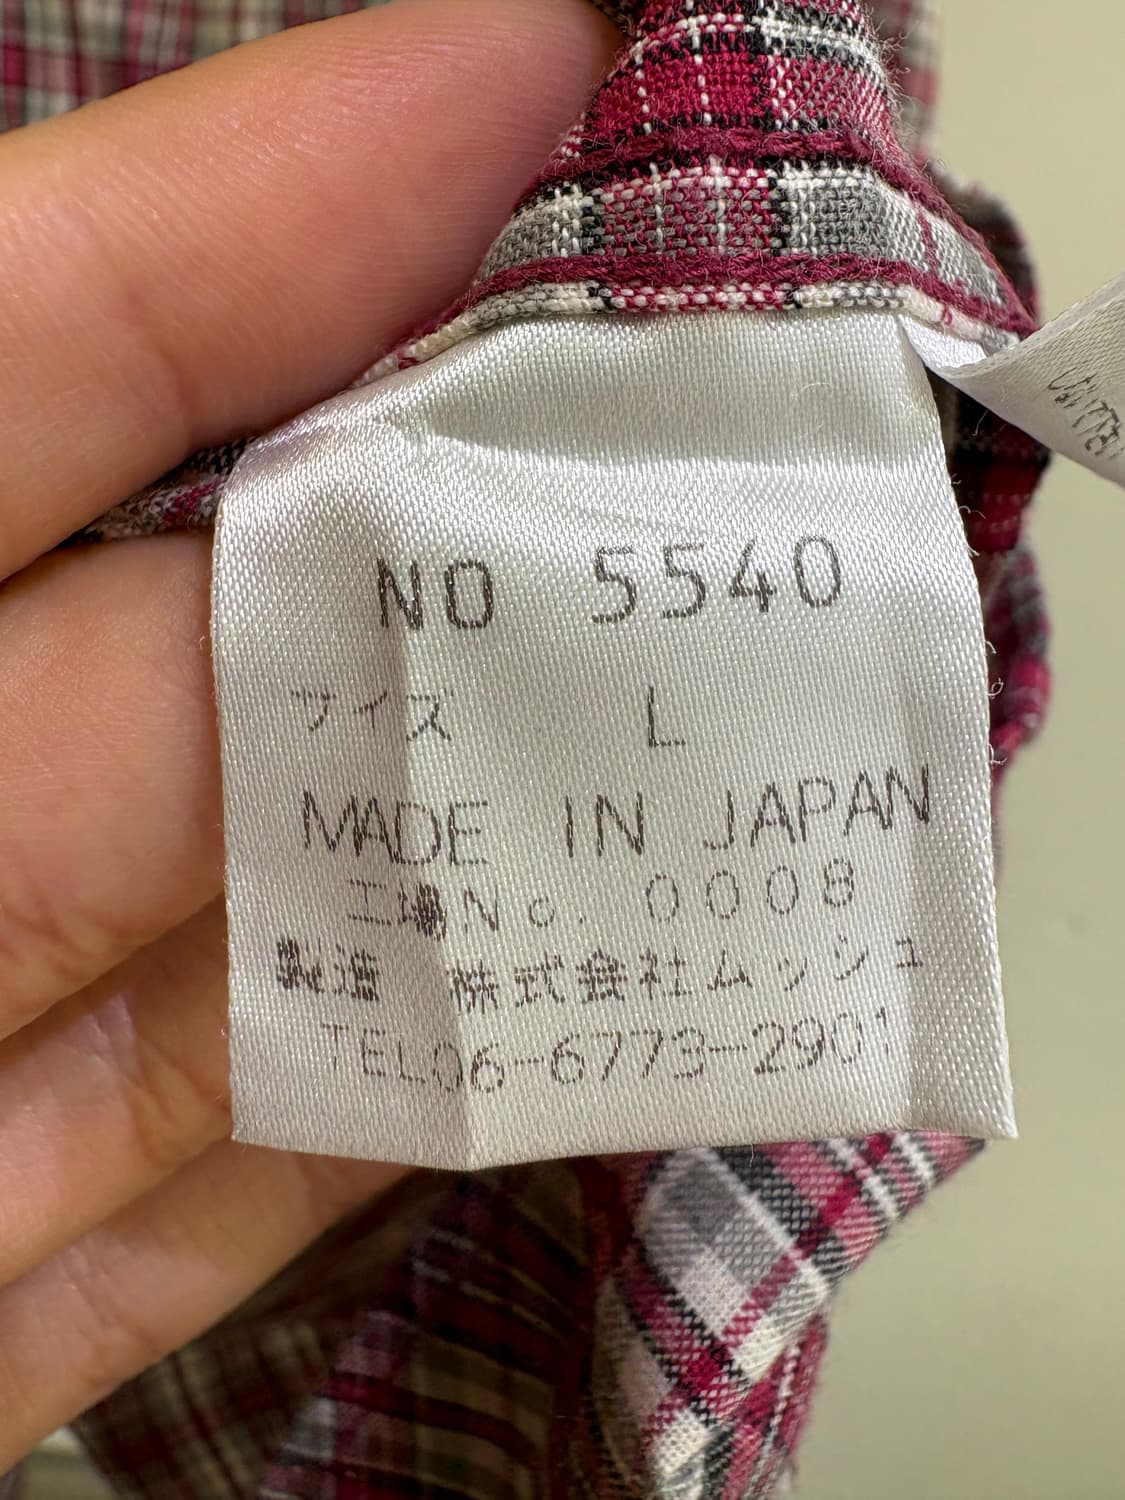 NO 5540
サイズ L
MADE IN JAPAN
工場No. 0008
製造 株式会社ムッシュ
TEL06-6773-2901